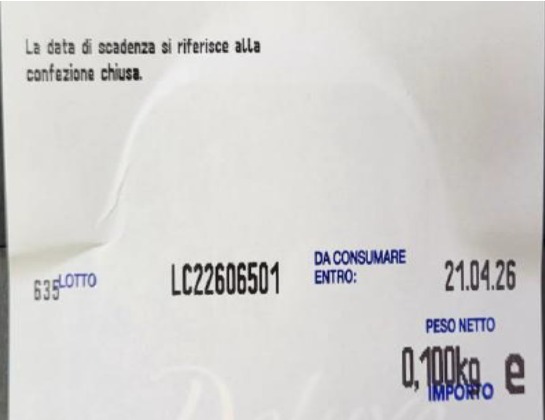 La data di scadenza si riferisce alla
confezione chiusa.
635 LOTTO LC22606501 DA CONSUMARE
ENTRO: 21.04.26
PESO NETTO
0,100kg e
IMPORTO